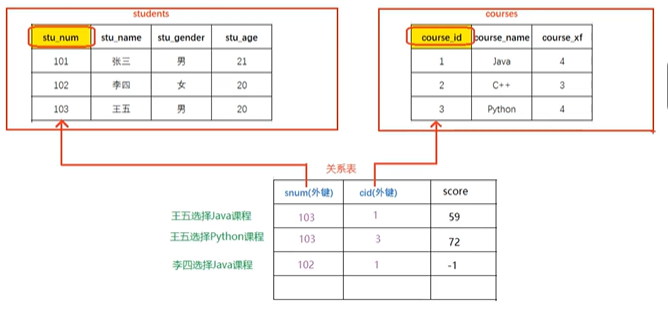 students
stu_num stu_name stu_gender stu_age
101 张三 男 21
102 李四 女 20
103 王五 男 20
courses
course_id course_name course_xf
1 Java 4
2 C++ 3
3 Python 4
关系表
snum(外键) cid(外键) score
王五选择Java课程 103 1 59
王五选择Python课程 103 3 72
李四选择Java课程 102 1 -1